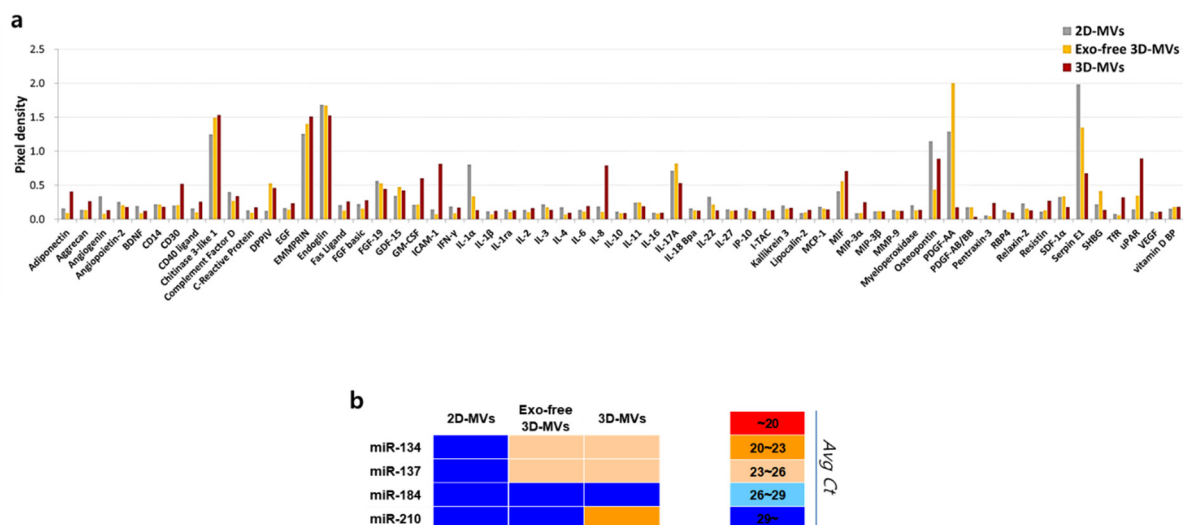 a
2D-MVs
Exo-free 3D-MVs
3D-MVs
Pixel density
2.5
2.0
1.5
1.0
0.5
0.0
Adiponectin
Aggrecan
Angiogenin
Angiopoietin-2
BDNF
CD14
CD30
CD40 ligand
Chitinase 3-like 1
Complement Factor D
C-Reactive Protein
DPPIV
EGF
EMMPRIN
Endoglin
Fas Ligand
FGF basic
FGF-19
GDF-15
GM-CSF
ICAM-1
IFN-γ
IL-1α
IL-1β
IL-1ra
IL-2
IL-3
IL-4
IL-6
IL-8
IL-10
IL-11
IL-16
IL-17A
IL-18 Bpa
IL-22
IL-27
IP-10
I-TAC
Kallikrein 3
Lipocalin-2
MCP-1
MIF
MIP-3α
MIP-3β
MMP-9
Myeloperoxidase
Osteopontin
PDGF-AA
PDGF-AB/BB
Pentraxin-3
RBP4
Relaxin-2
Resistin
SDF-1α
Serpin E1
SHBG
TfR
uPAR
VEGF
vitamin D BP
b
2D-MVs
Exo-free
3D-MVs
3D-MVs
miR-134
miR-137
miR-184
miR-210
~20
20~23
23~26
26~29
29~
Avg Ct